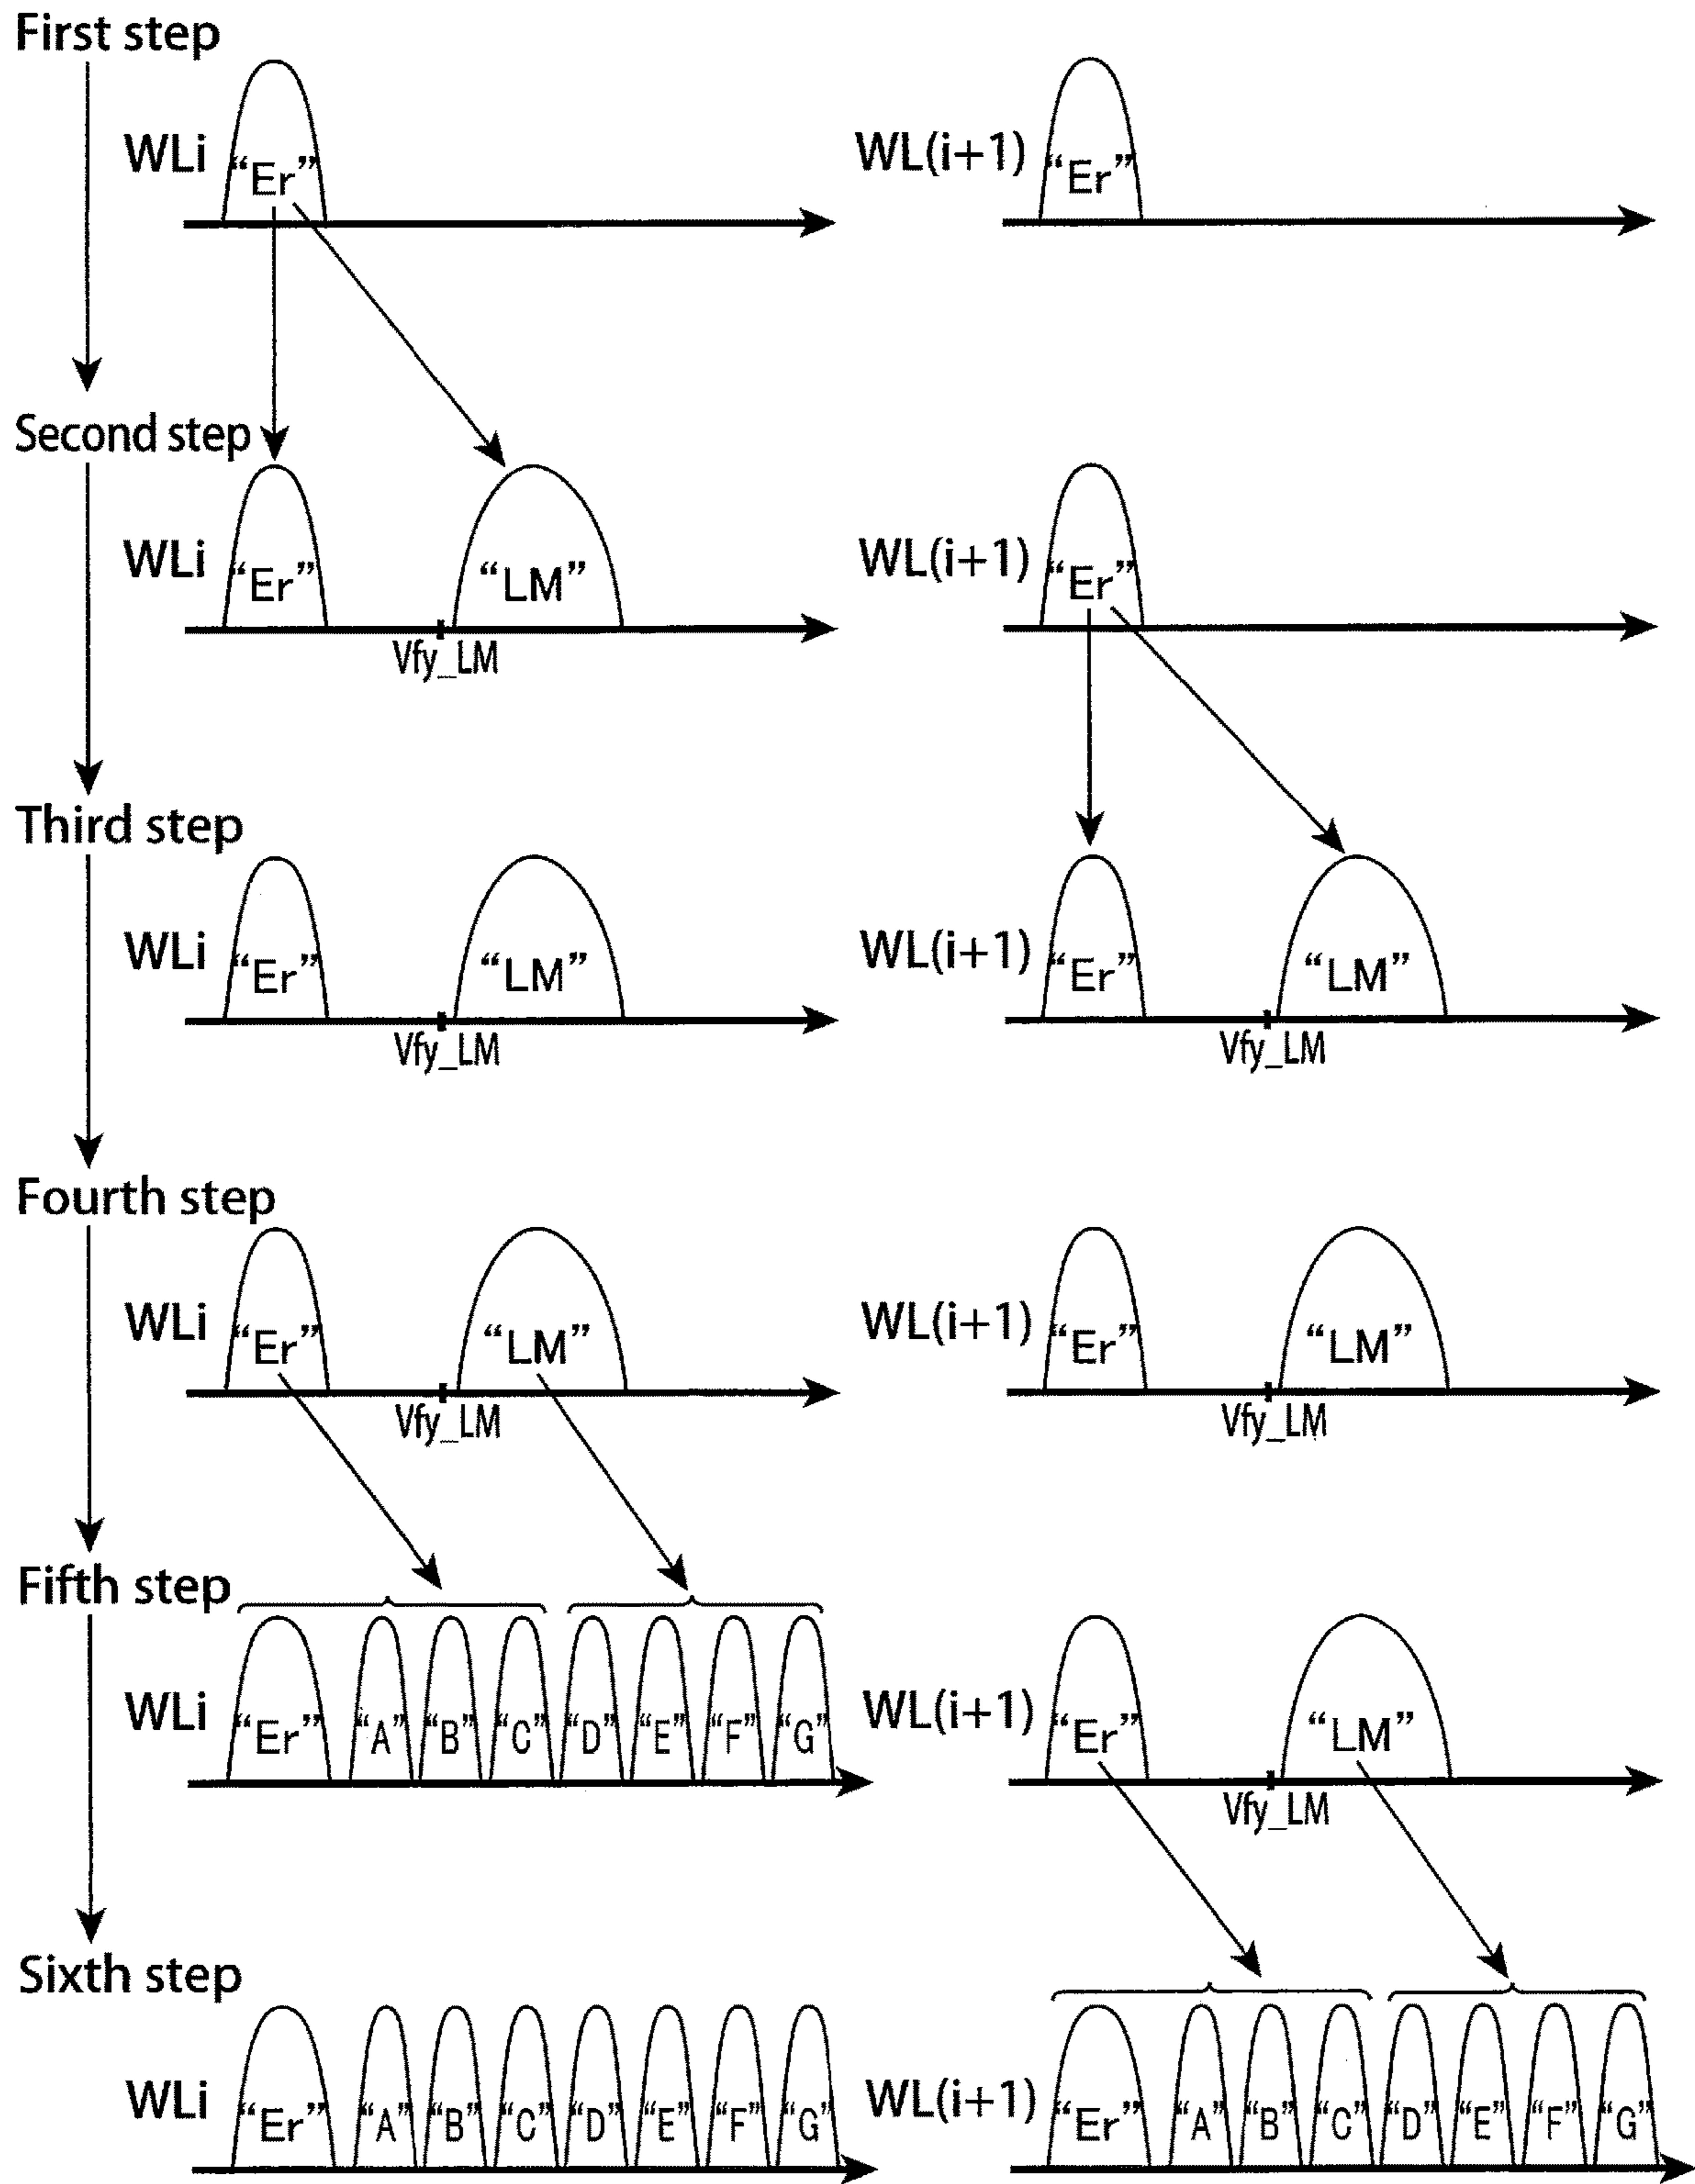 First step
WLi “Er” WL(i+1) “Er”
Second step
WLi “Er” “LM” WL(i+1) “Er”
Vfy_LM
Third step
WLi “Er” “LM” WL(i+1) “Er” “LM”
Vfy_LM Vfy_LM
Fourth step
WLi “Er” “LM” WL(i+1) “Er” “LM”
Vfy_LM Vfy_LM
Fifth step
WLi “Er” “A” “B” “C” “D” “E” “F” “G” WL(i+1) “Er” “LM”
Vfy_LM
Sixth step
WLi “Er” “A” “B” “C” “D” “E” “F” “G” WL(i+1) “Er” “A” “B” “C” “D” “E” “F” “G”